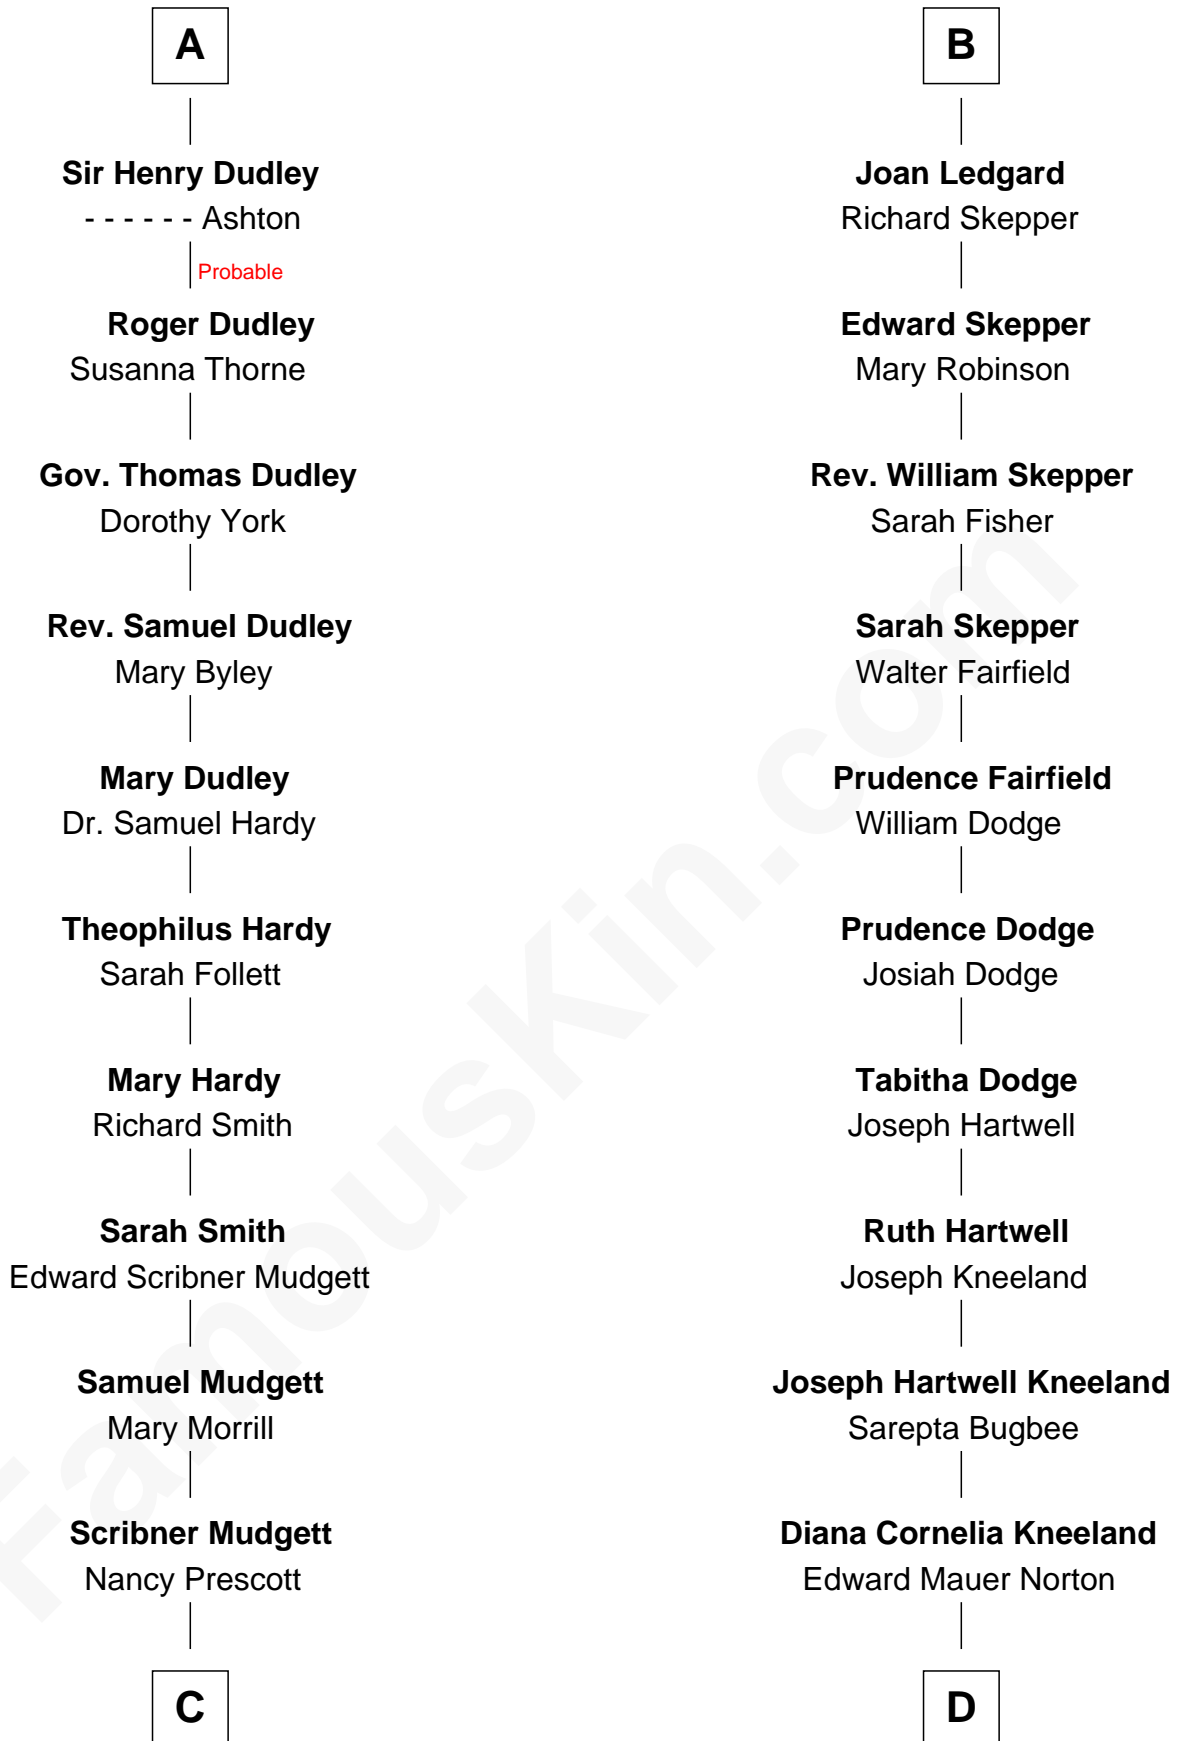 A
Sir Henry Dudley
- - - - - - Ashton
Probable
Roger Dudley
Susanna Thorne
Gov. Thomas Dudley
Dorothy York
Rev. Samuel Dudley
Mary Byley
Mary Dudley
Dr. Samuel Hardy
Theophilus Hardy
Sarah Follett
Mary Hardy
Richard Smith
Sarah Smith
Edward Scribner Mudgett
Samuel Mudgett
Mary Morrill
Scribner Mudgett
Nancy Prescott
C
B
Joan Ledgard
Richard Skepper
Edward Skepper
Mary Robinson
Rev. William Skepper
Sarah Fisher
Sarah Skepper
Walter Fairfield
Prudence Fairfield
William Dodge
Prudence Dodge
Josiah Dodge
Tabitha Dodge
Joseph Hartwell
Ruth Hartwell
Joseph Kneeland
Joseph Hartwell Kneeland
Sarepta Bugbee
Diana Cornelia Kneeland
Edward Mauer Norton
D
FamousKin.com